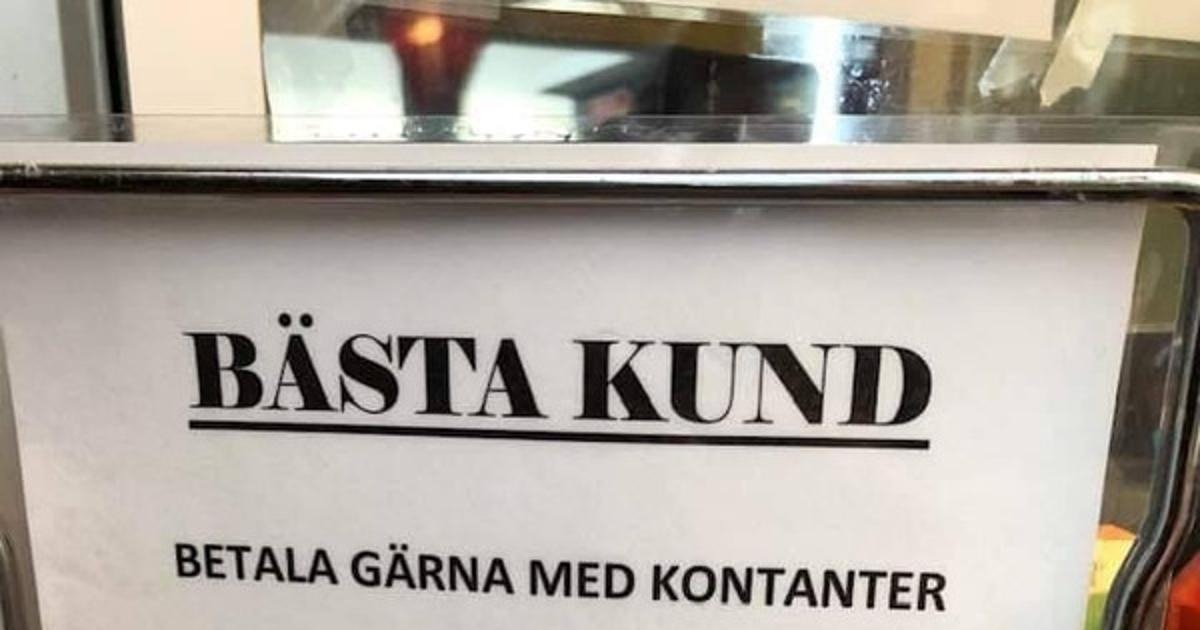 BÄSTA KUND
BETALA GÄRNA MED KONTANTER